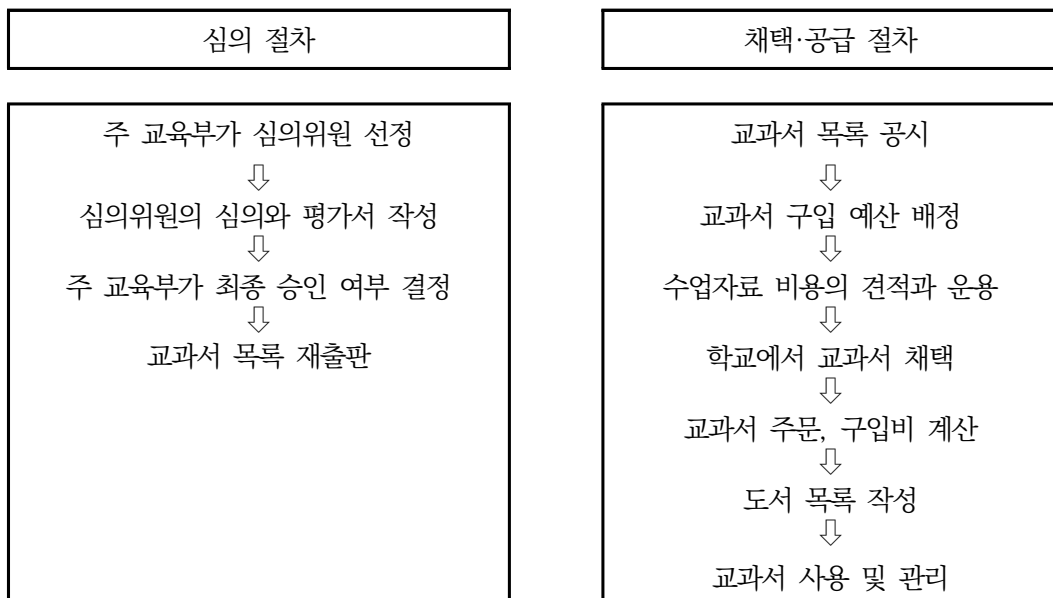 심의 절차
주 교육부가 심의위원 선정
⇩
심의위원의 심의와 평가서 작성
⇩
주 교육부가 최종 승인 여부 결정
⇩
교과서 목록 재출판
채택·공급 절차
교과서 목록 공시
⇩
교과서 구입 예산 배정
⇩
수업자료 비용의 견적과 운용
⇩
학교에서 교과서 채택
⇩
교과서 주문, 구입비 계산
⇩
도서 목록 작성
⇩
교과서 사용 및 관리